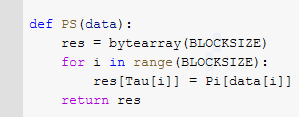 def PS(data):
    res = bytearray(BLOCKSIZE)
    for i in range(BLOCKSIZE):
        res[Tau[i]] = Pi[data[i]]
    return res